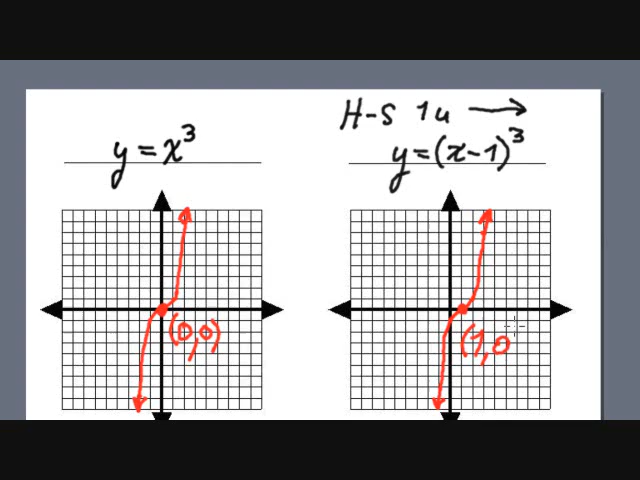 y = x³
H-S 1u →
y = (x-1)³
(0,0)
(1,0